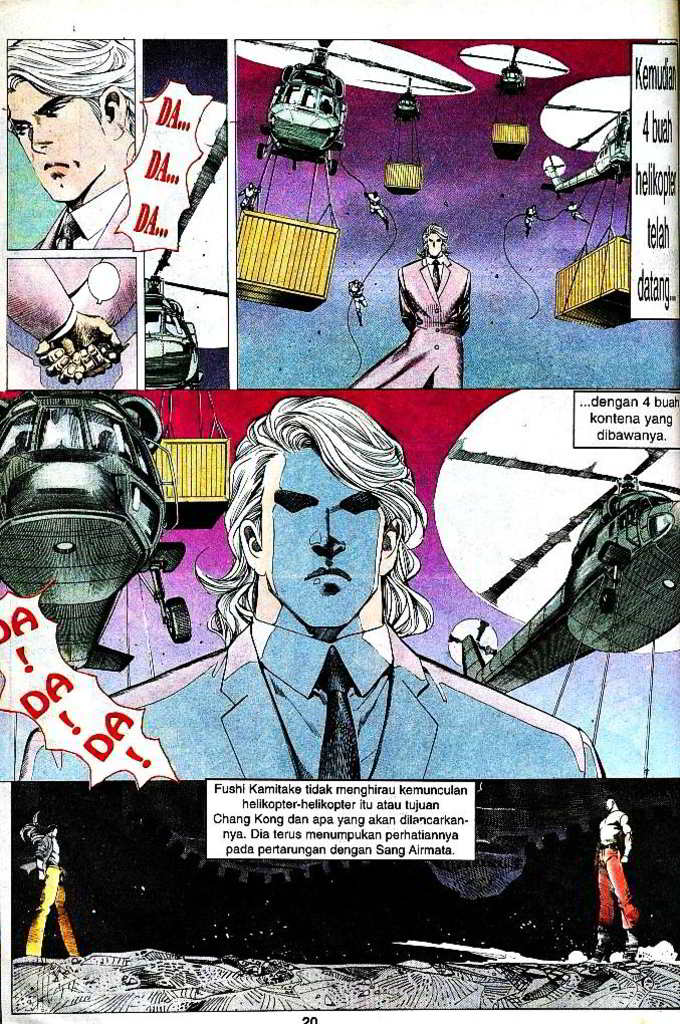 DA...
DA...
DA...
Kemudian
4 buah
helikopter
telah
datang...
...dengan 4 buah
kontena yang
dibawanya.
DA
!
DA
!
DA
!
Fushi Kamitake tidak menghirau kemunculan
helikopter-helikopter itu atau tujuan
Chang Kong dan apa yang akan dilancarkan-
nya. Dia terus menumpukan perhatiannya
pada pertarungan dengan Sang Airmata.
20